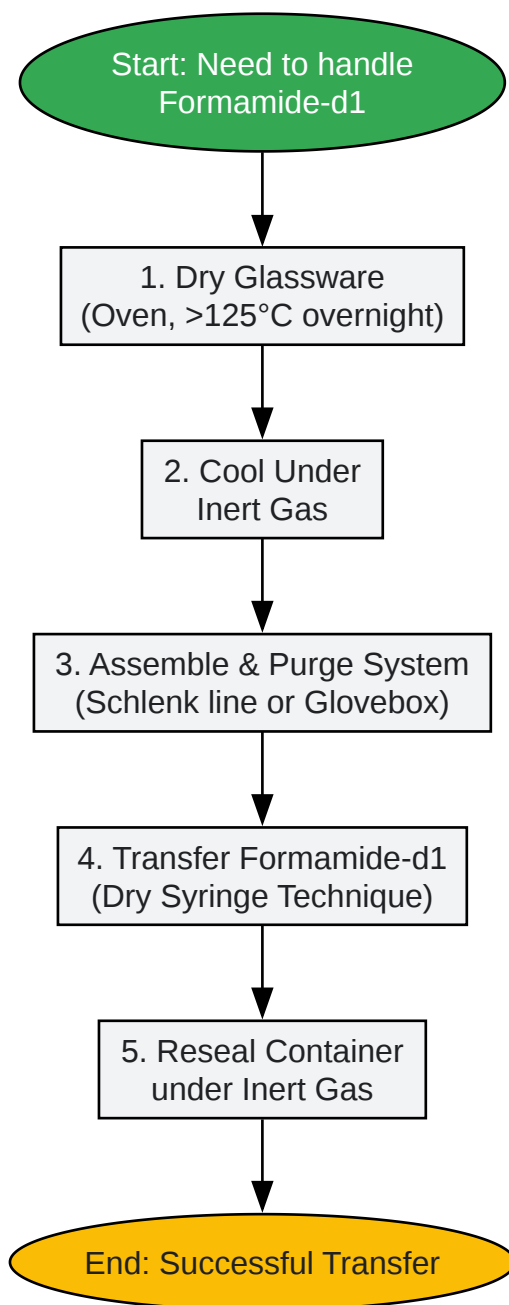 Start: Need to handle
Formamide-d1
1. Dry Glassware
(Oven, >125°C overnight)
2. Cool Under
Inert Gas
3. Assemble & Purge System
(Schlenk line or Glovebox)
4. Transfer Formamide-d1
(Dry Syringe Technique)
5. Reseal Container
under Inert Gas
End: Successful Transfer